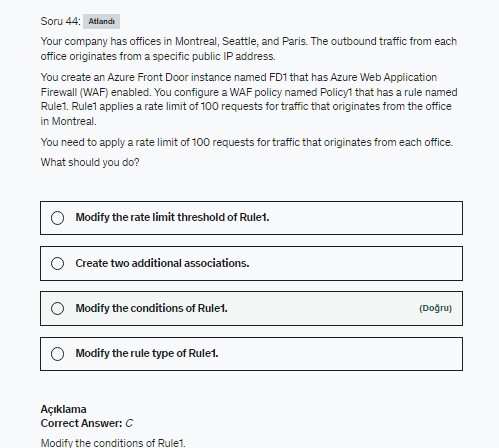 Soru 44: Atlandı
Your company has offices in Montreal, Seattle, and Paris. The outbound traffic from each
office originates from a specific public IP address.
You create an Azure Front Door instance named FD1 that has Azure Web Application
Firewall (WAF) enabled. You configure a WAF policy named Policy1 that has a rule named
Rule1. Rule1 applies a rate limit of 100 requests for traffic that originates from the office
in Montreal.
You need to apply a rate limit of 100 requests for traffic that originates from each office.
What should you do?
Modify the rate limit threshold of Rule1.
Create two additional associations.
Modify the conditions of Rule1. (Doğru)
Modify the rule type of Rule1.
Açıklama
Correct Answer: C
Modify the conditions of Rule1.